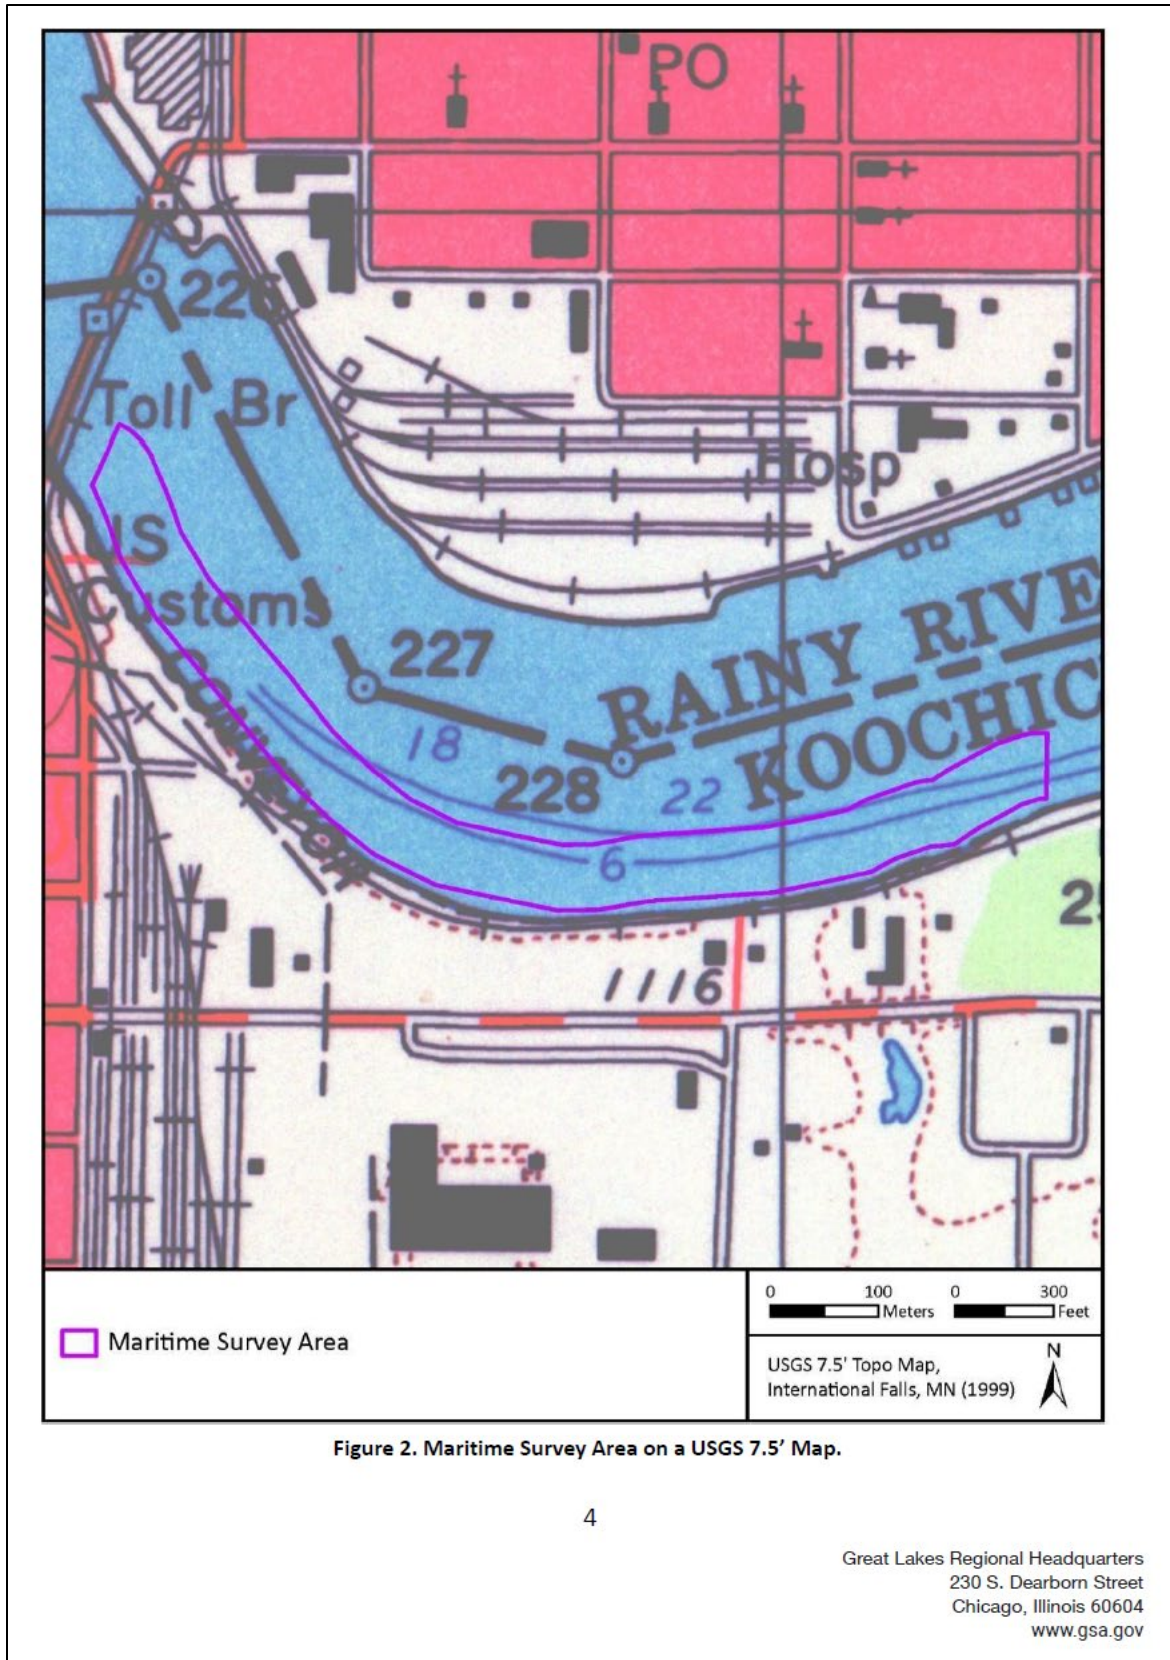 PO
226
Toll Br
Hosp
US
Customs
227
RAINY RIVE
18
KOOCHIC
228
22
6
25
1116
0 100 Meters 0 300 Feet
Maritime Survey Area
USGS 7.5' Topo Map,
International Falls, MN (1999)
N
Figure 2. Maritime Survey Area on a USGS 7.5’ Map.
4
Great Lakes Regional Headquarters
230 S. Dearborn Street
Chicago, Illinois 60604
www.gsa.gov